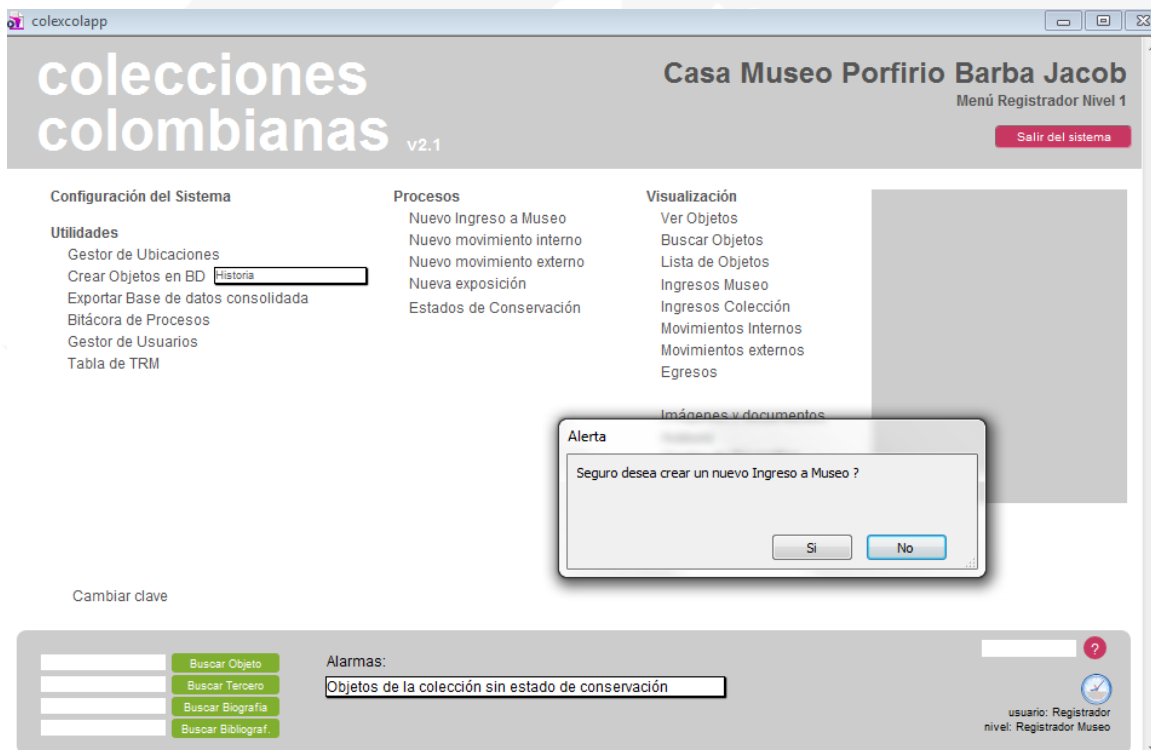 colexcolapp
colecciones
colombianas v2.1
Casa Museo Porfirio Barba Jacob
Menú Registrador Nivel 1
Salir del sistema
Configuración del Sistema
Utilidades
Gestor de Ubicaciones
Crear Objetos en BD Historia
Exportar Base de datos consolidada
Bitácora de Procesos
Gestor de Usuarios
Tabla de TRM
Procesos
Nuevo Ingreso a Museo
Nuevo movimiento interno
Nuevo movimiento externo
Nueva exposición
Estados de Conservación
Visualización
Ver Objetos
Buscar Objetos
Lista de Objetos
Ingresos Museo
Ingresos Colección
Movimientos Internos
Movimientos externos
Egresos
Imágenes y documentos
Alerta
Seguro desea crear un nuevo Ingreso a Museo ?
Si No
Cambiar clave
Buscar Objeto
Buscar Tercero
Buscar Biografia
Buscar Bibliograf.
Alarmas:
Objetos de la colección sin estado de conservación
?
usuario: Registrador
nivel: Registrador Museo